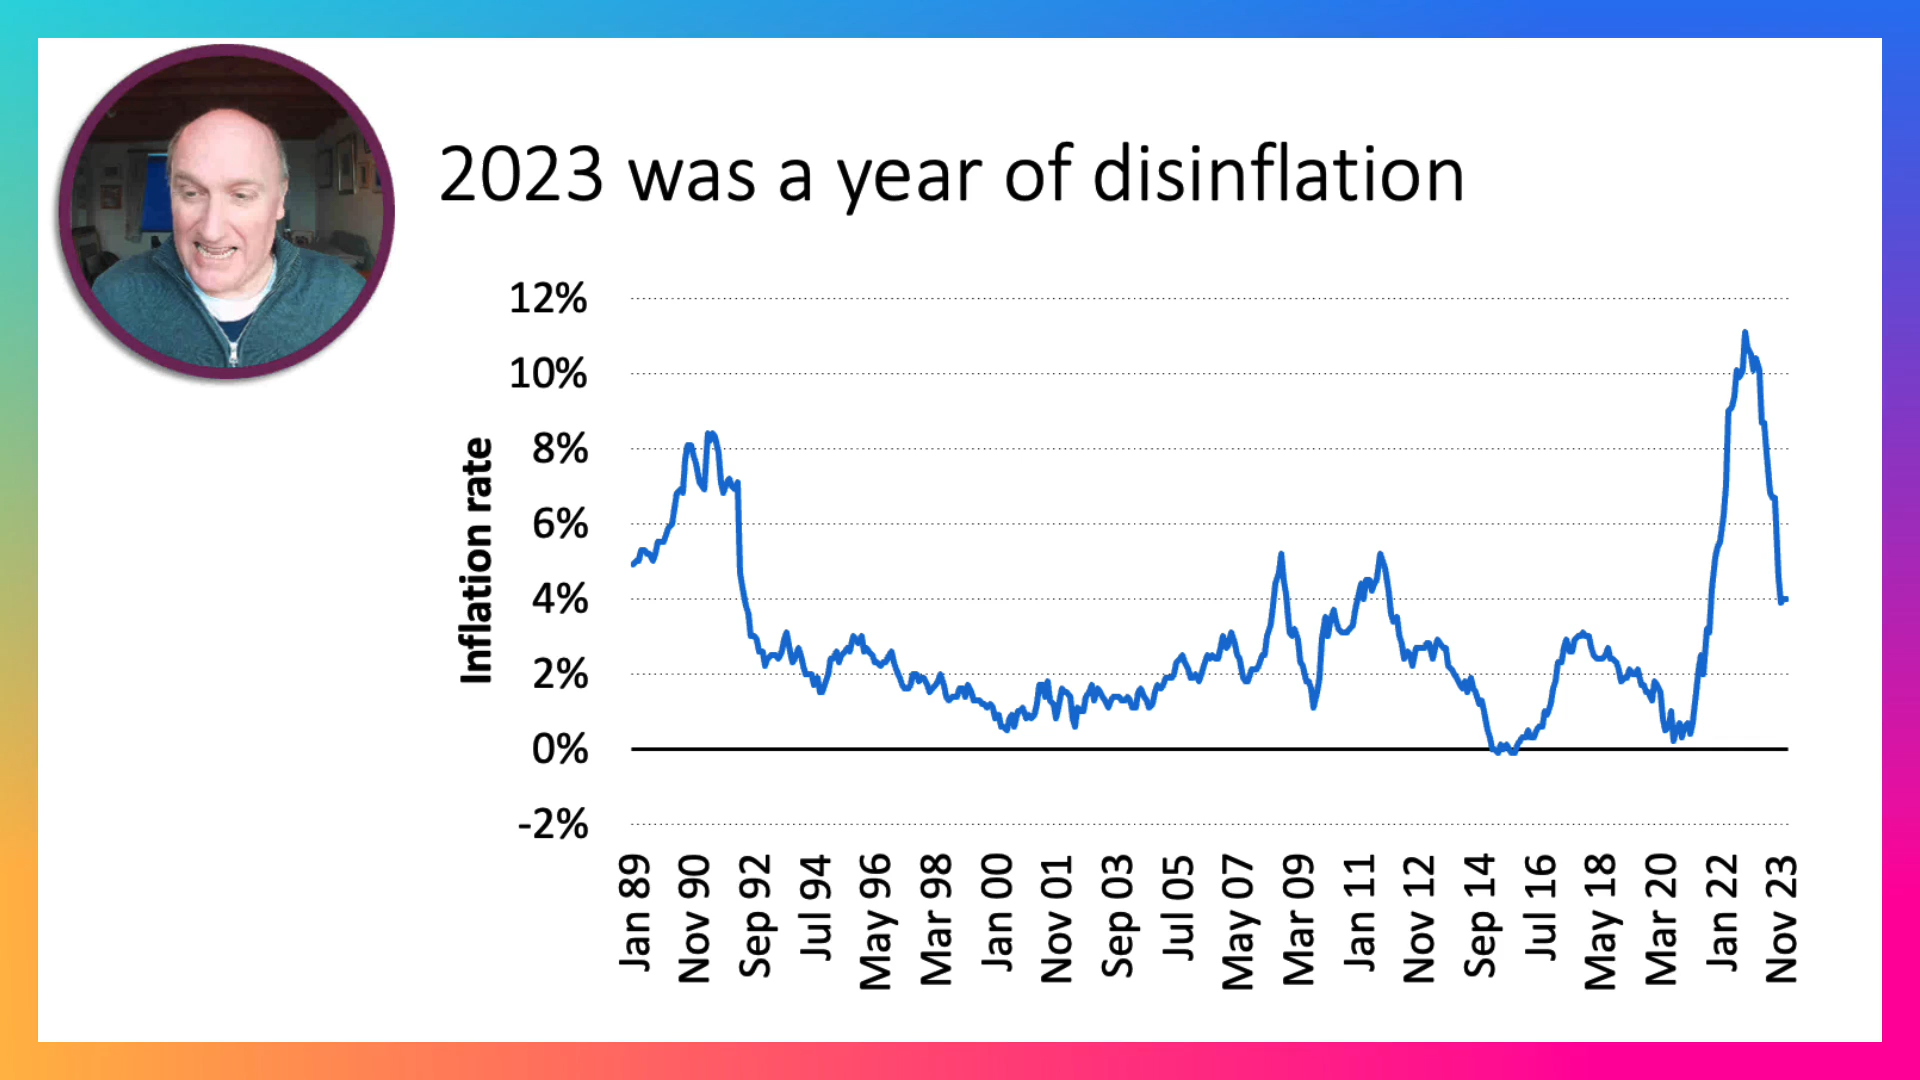 2023 was a year of disinflation
12%
10%
8%
6%
4%
2%
0%
-2%
Inflation rate
Jan 89
Nov 90
Sep 92
Jul 94
May 96
Mar 98
Jan 00
Nov 01
Sep 03
Jul 05
May 07
Mar 09
Jan 11
Nov 12
Sep 14
Jul 16
May 18
Mar 20
Jan 22
Nov 23